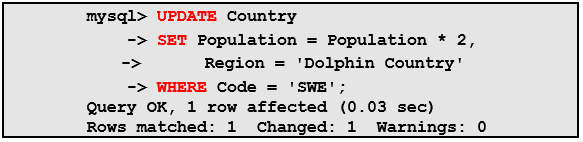 mysql> UPDATE Country
-> SET Population = Population * 2,
-> Region = 'Dolphin Country'
-> WHERE Code = 'SWE';
Query OK, 1 row affected (0.03 sec)
Rows matched: 1 Changed: 1 Warnings: 0